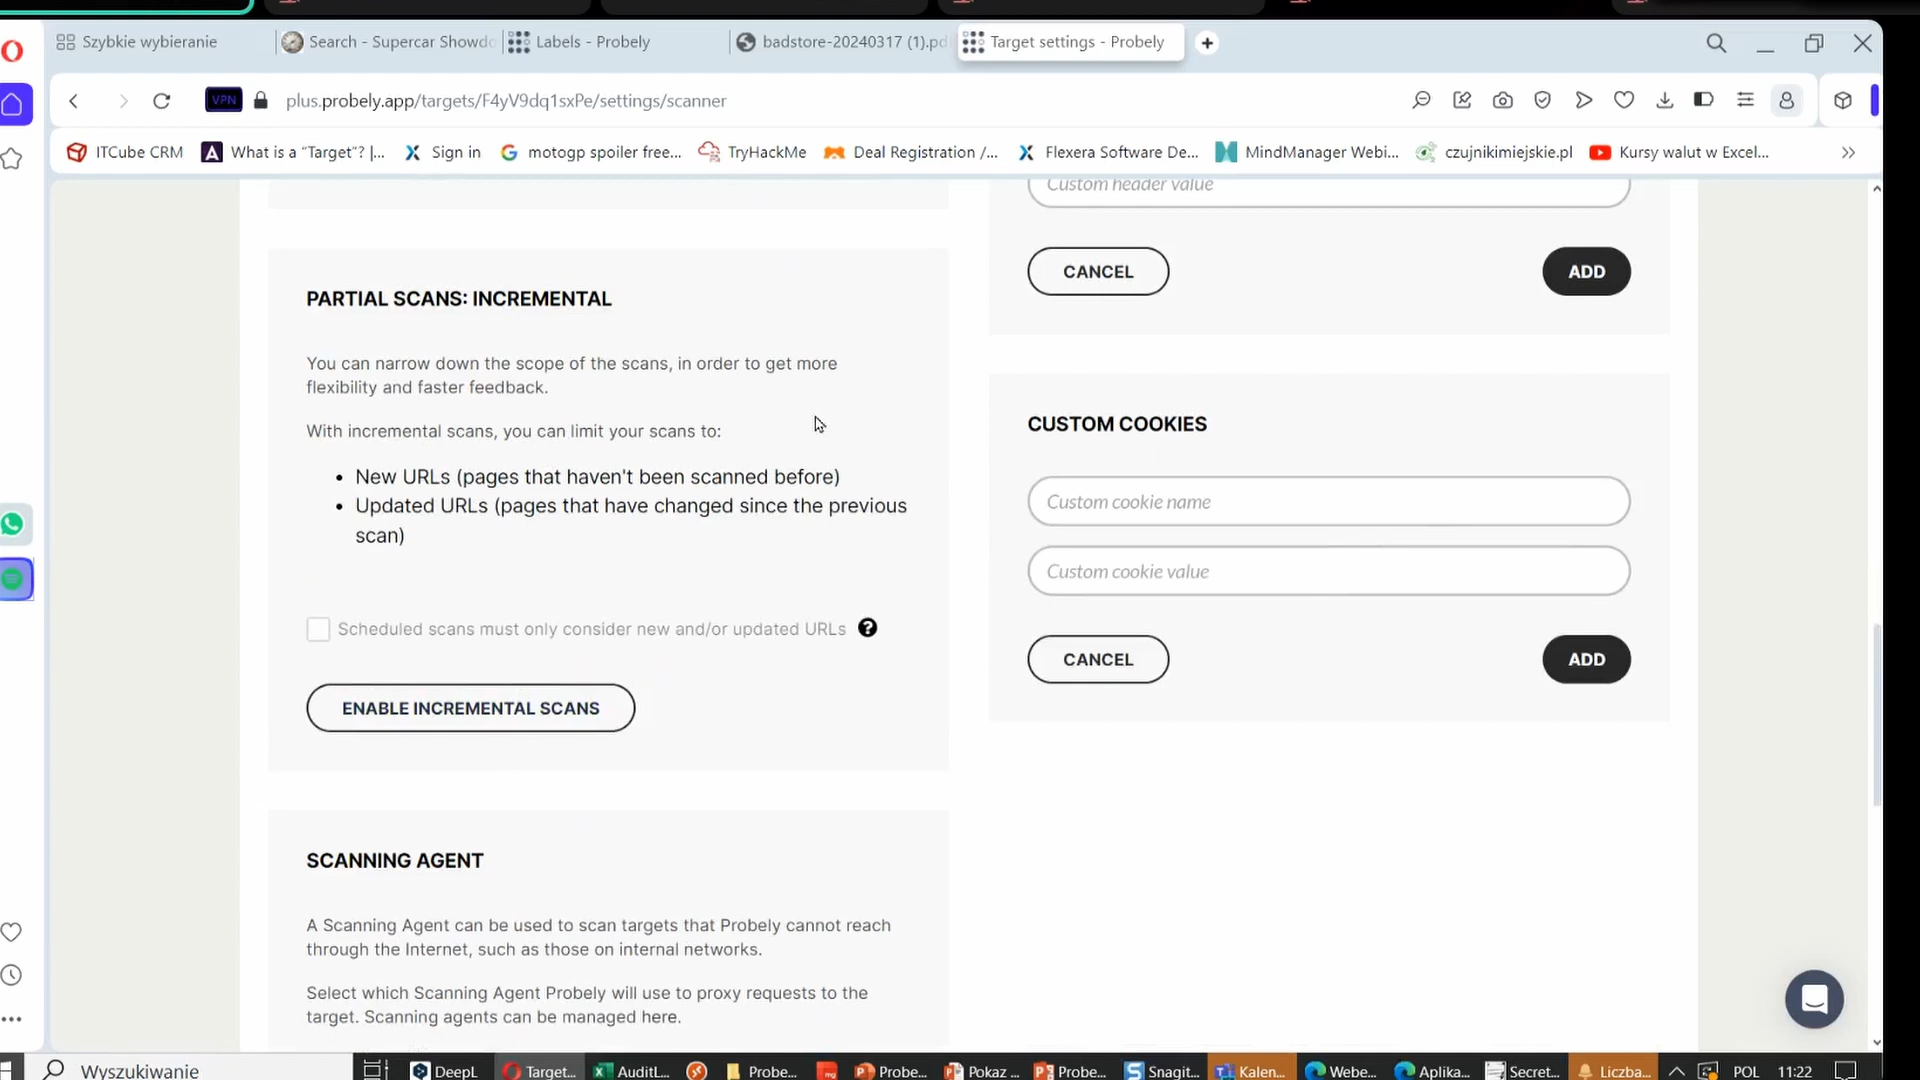 Szybkie wybieranie
Search - Supercar Showdo
Labels - Probely
badstore-20240317 (1).pd
Target settings - Probely
VPN
plus.probely.app/targets/F4yV9dq1sxPe/settings/scanner
ITCube CRM
What is a "Target"? |...
Sign in
motogp spoiler free...
TryHackMe
Deal Registration /...
Flexera Software De...
MindManager Webi...
czujnikimiejskie.pl
Kursy walut w Excel...
PARTIAL SCANS: INCREMENTAL
You can narrow down the scope of the scans, in order to get more
flexibility and faster feedback.
With incremental scans, you can limit your scans to:
• New URLs (pages that haven't been scanned before)
• Updated URLs (pages that have changed since the previous
scan)
Scheduled scans must only consider new and/or updated URLs
ENABLE INCREMENTAL SCANS
SCANNING AGENT
A Scanning Agent can be used to scan targets that Probely cannot reach
through the Internet, such as those on internal networks.
Select which Scanning Agent Probely will use to proxy requests to the
target. Scanning agents can be managed here.
Custom header value
CANCEL
ADD
CUSTOM COOKIES
Custom cookie name
Custom cookie value
CANCEL
ADD
Wyszukiwanie
DeepL
Target...
AuditL...
Probe...
Probe...
Pokaz ...
Probe...
Snagit...
Kalen...
Webe...
Aplika...
Secret...
Liczba...
POL
11:22